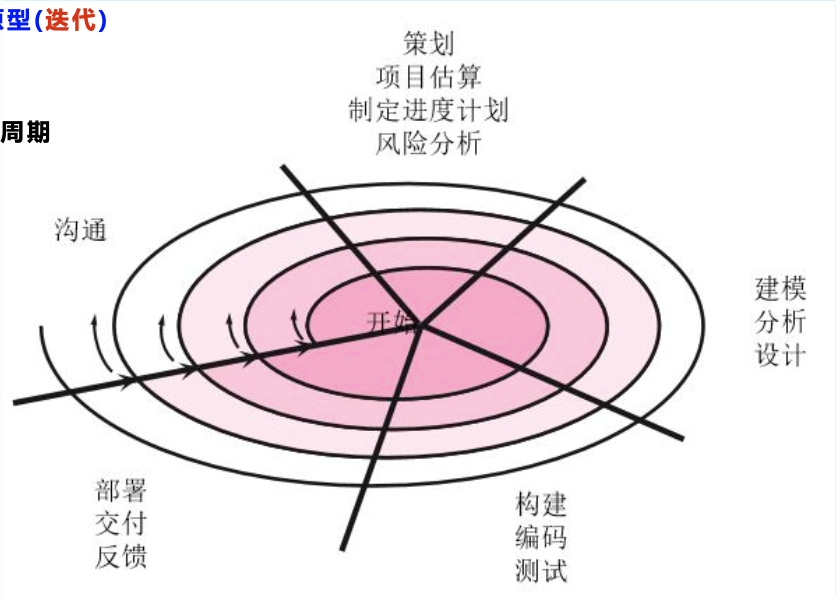 型(迭代)
周期
策划
项目估算
制定进度计划
风险分析
沟通
开始
建模
分析
设计
部署
交付
反馈
构建
编码
测试